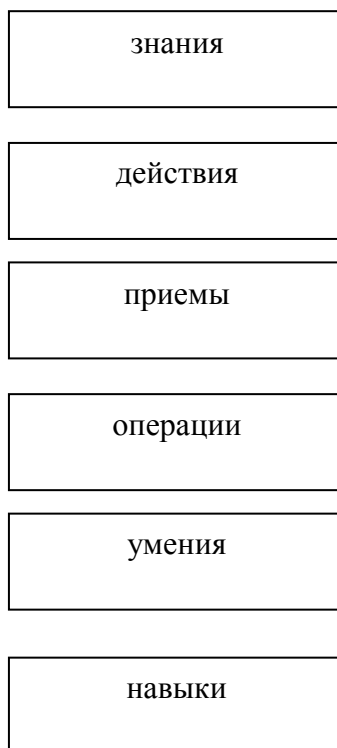 знания
действия
приемы
операции
умения
навыки